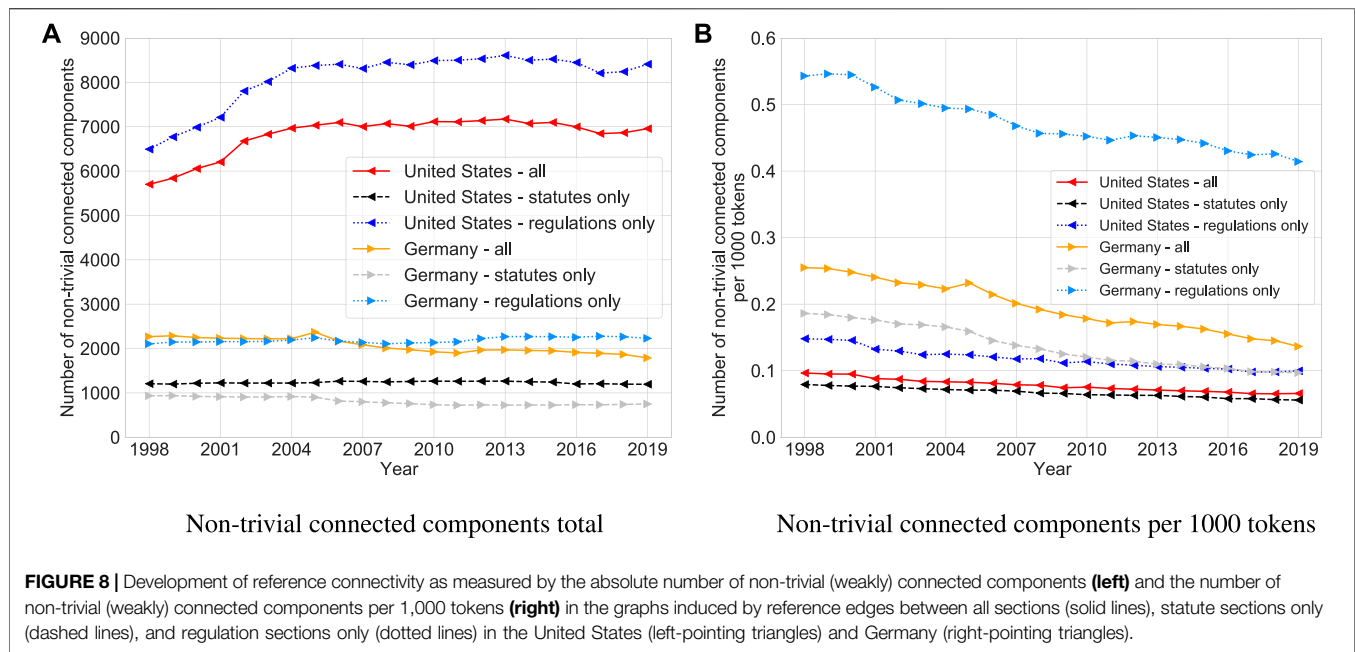 A
9000
8000
7000
6000
5000
4000
3000
2000
1000
0
Number of non-trivial connected components
1998 2001 2004 2007 2010 2013 2016 2019
Year
United States - all
United States - statutes only
United States - regulations only
Germany - all
Germany - statutes only
Germany - regulations only
Non-trivial connected components total
B
0.6
0.5
0.4
0.3
0.2
0.1
0.0
Number of non-trivial connected components
per 1000 tokens
1998 2001 2004 2007 2010 2013 2016 2019
Year
United States - all
United States - statutes only
United States - regulations only
Germany - all
Germany - statutes only
Germany - regulations only
Non-trivial connected components per 1000 tokens
FIGURE 8 | Development of reference connectivity as measured by the absolute number of non-trivial (weakly) connected components (left) and the number of
non-trivial (weakly) connected components per 1,000 tokens (right) in the graphs induced by reference edges between all sections (solid lines), statute sections only
(dashed lines), and regulation sections only (dotted lines) in the United States (left-pointing triangles) and Germany (right-pointing triangles).